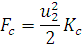 F_c = \frac{u_2^2}{2} K_c